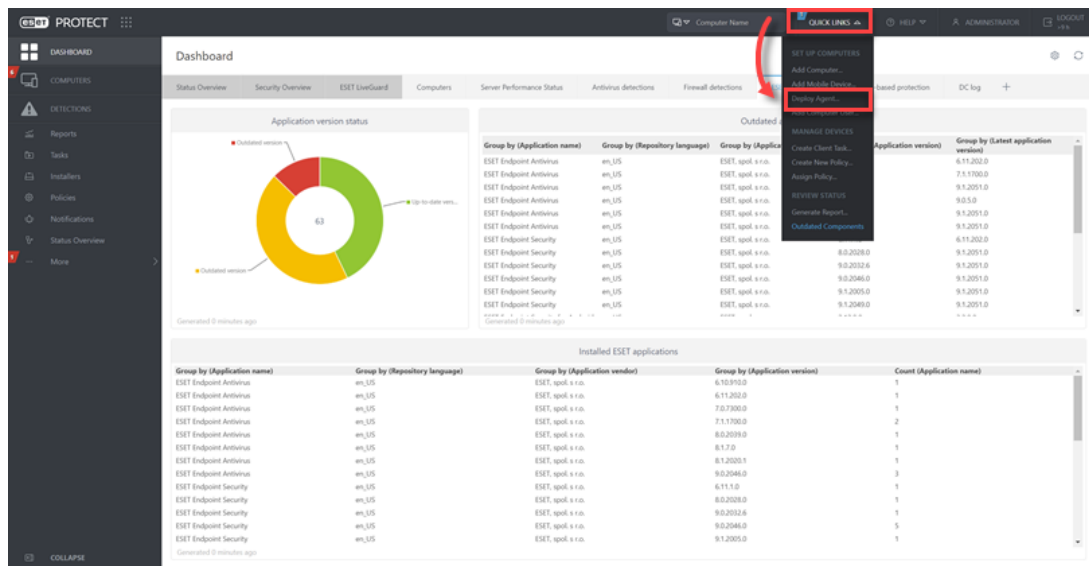 eset PROTECT
Computer Name
QUICK LINKS
HELP
ADMINISTRATOR
LOGOUT
DASHBOARD
COMPUTERS
DETECTIONS
Reports
Tasks
Installers
Policies
Notifications
Status Overview
More
COLLAPSE
Dashboard
Status Overview
Security Overview
ESET LiveGuard
Computers
Server Performance Status
Antivirus detections
Firewall detections
-based protection
DC log
SET UP COMPUTERS
Add Computer...
Add Mobile Device...
Deploy Agent...
Add Computer User...
MANAGE DEVICES
Create Client Task...
Create New Policy...
Assign Policy...
REVIEW STATUS
Generate Report...
Outdated Components
Application version status
Outdated version
Up-to-date vers...
63
Outdated version
Generated 0 minutes ago
Outdated a
Group by (Application name) Group by (Repository language) Group by (Applica Application version) Group by (Latest application version)
ESET Endpoint Antivirus en_US ESET, spol. s r.o. 6.11.202.0
ESET Endpoint Antivirus en_US ESET, spol. s r.o. 7.1.1700.0
ESET Endpoint Antivirus en_US ESET, spol. s r.o. 9.1.2051.0
ESET Endpoint Antivirus en_US ESET, spol. s r.o. 9.0.5.0
ESET Endpoint Antivirus en_US ESET, spol. s r.o. 9.1.2051.0
ESET Endpoint Antivirus en_US ESET, spol. s r.o. 9.1.2051.0
ESET Endpoint Security en_US ESET, spol. s r.o. 6.11.202.0
ESET Endpoint Security en_US ESET, spol. s r.o. 8.0.2028.0 9.1.2051.0
ESET Endpoint Security en_US ESET, spol. s r.o. 9.0.2032.6 9.1.2051.0
ESET Endpoint Security en_US ESET, spol. s r.o. 9.0.2046.0 9.1.2051.0
ESET Endpoint Security en_US ESET, spol. s r.o. 9.1.2005.0 9.1.2051.0
ESET Endpoint Security en_US ESET, spol. s r.o. 9.1.2049.0 9.1.2051.0
Generated 0 minutes ago
Installed ESET applications
Group by (Application name) Group by (Repository language) Group by (Application vendor) Group by (Application version) Count (Application name)
ESET Endpoint Antivirus en_US ESET, spol. s r.o. 6.10.910.0 1
ESET Endpoint Antivirus en_US ESET, spol. s r.o. 6.11.202.0 1
ESET Endpoint Antivirus en_US ESET, spol. s r.o. 7.0.7300.0 1
ESET Endpoint Antivirus en_US ESET, spol. s r.o. 7.1.1700.0 2
ESET Endpoint Antivirus en_US ESET, spol. s r.o. 8.0.2039.0 1
ESET Endpoint Antivirus en_US ESET, spol. s r.o. 8.1.7.0 1
ESET Endpoint Antivirus en_US ESET, spol. s r.o. 8.1.2020.1 1
ESET Endpoint Antivirus en_US ESET, spol. s r.o. 9.0.2046.0 3
ESET Endpoint Security en_US ESET, spol. s r.o. 6.11.1.0 1
ESET Endpoint Security en_US ESET, spol. s r.o. 8.0.2028.0 1
ESET Endpoint Security en_US ESET, spol. s r.o. 9.0.2032.6 1
ESET Endpoint Security en_US ESET, spol. s r.o. 9.0.2046.0 5
ESET Endpoint Security en_US ESET, spol. s r.o. 9.1.2005.0 1
Generated 0 minutes ago